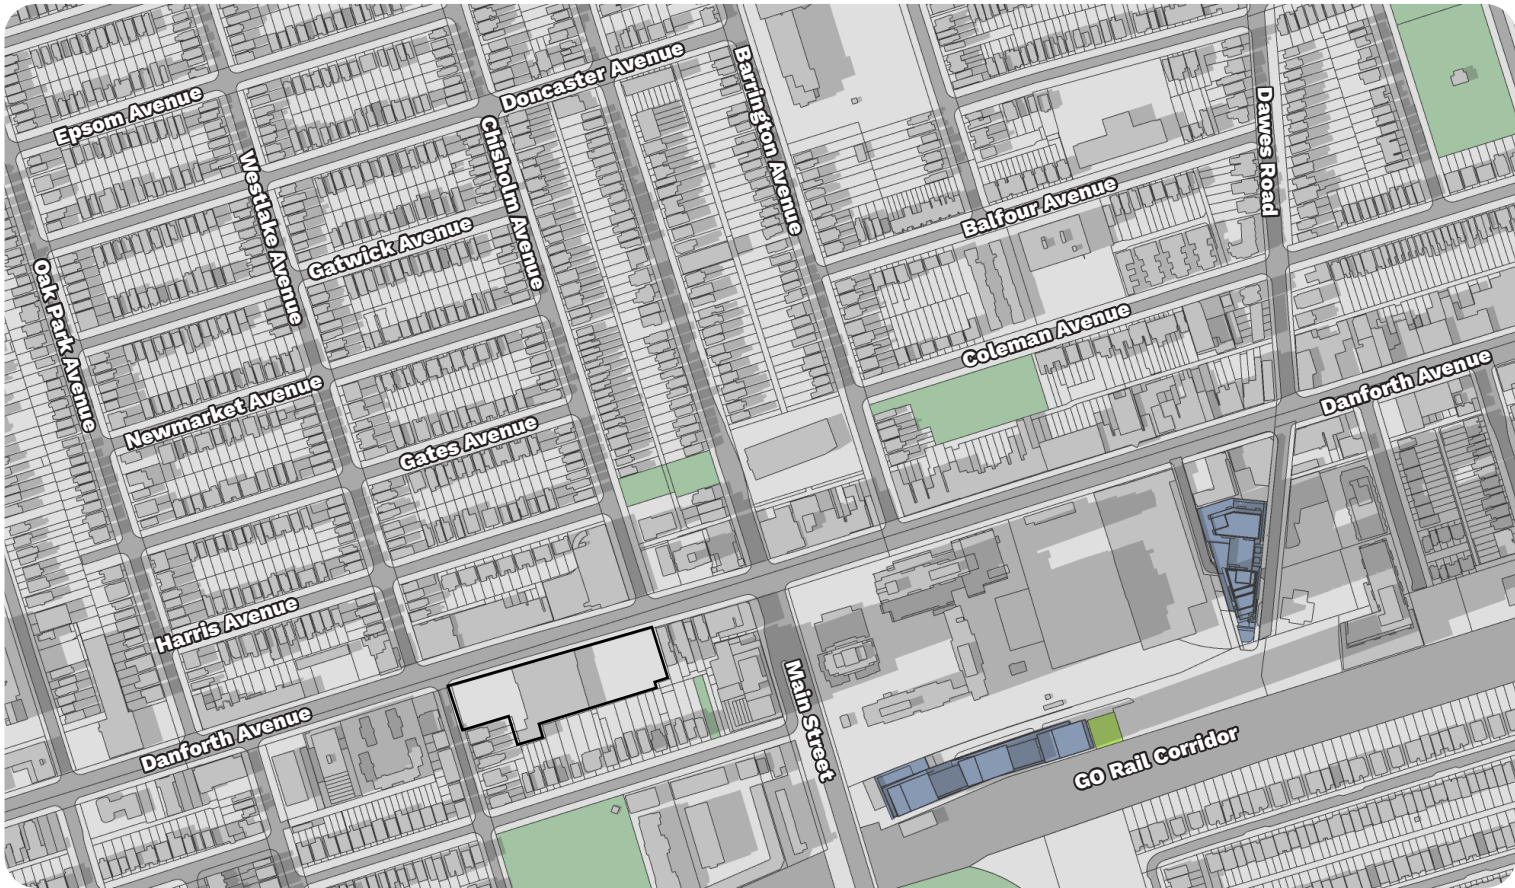 Doncaster Avenue
Epsom Avenue
Barrington Avenue
Dawes Road
Chisholm Avenue
Westlake Avenue
Balfour Avenue
Gatwick Avenue
Oak Park Avenue
Coleman Avenue
Danforth Avenue
Newmarket Avenue
Gates Avenue
Harris Avenue
Main Street
Danforth Avenue
GO Rail Corridor